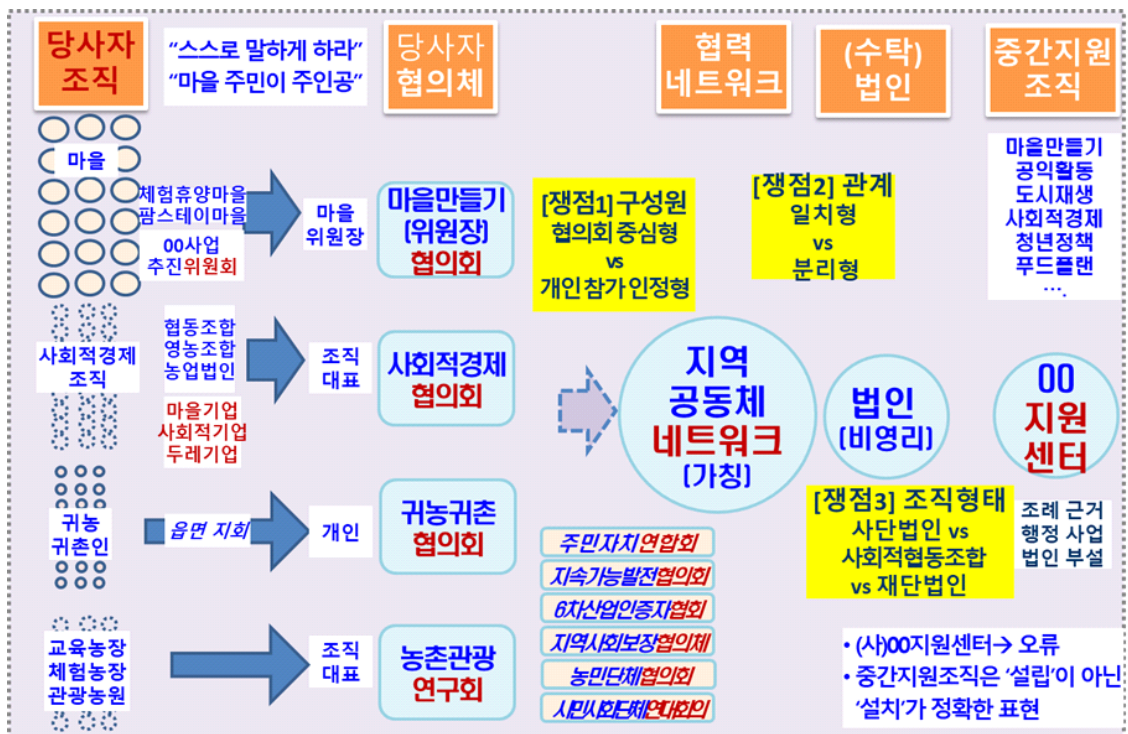 당사자
조직
“스스로 말하게 하라”
“마을 주민이 주인공”
당사자
협의체
협력
네트워크
(수탁)
법인
중간지원
조직
마을
체험휴양마을
팜스테이마을
00사업
추진위원회
마을
위원장
마을만들기
(위원장)
협의회
[쟁점1] 구성원
협의회 중심형
vs
개인 참가 인정형
[쟁점2] 관계
일치형
vs
분리형
마을만들기
공익활동
도시재생
사회적경제
청년정책
푸드플랜
….
사회적경제
조직
협동조합
영농조합
농업법인
마을기업
사회적기업
두레기업
조직
대표
사회적경제
협의회
지역
공동체
네트워크
(가칭)
법인
(비영리)
00
지원
센터
귀농
귀촌인
읍면 지회
개인
귀농귀촌
협의회
주민자치연합회
지속가능발전협의회
6차산업인증자협회
지역사회보장협의체
농민단체협의회
시민사회단체연대회의
[쟁점3] 조직형태
사단법인 vs
사회적협동조합
vs 재단법인
조례 근거
행정 사업
법인 부설
교육농장
체험농장
관광농원
조직
대표
농촌관광
연구회
• (사)00지원센터→ 오류
• 중간지원조직은 ‘설립’이 아닌
‘설치’가 정확한 표현